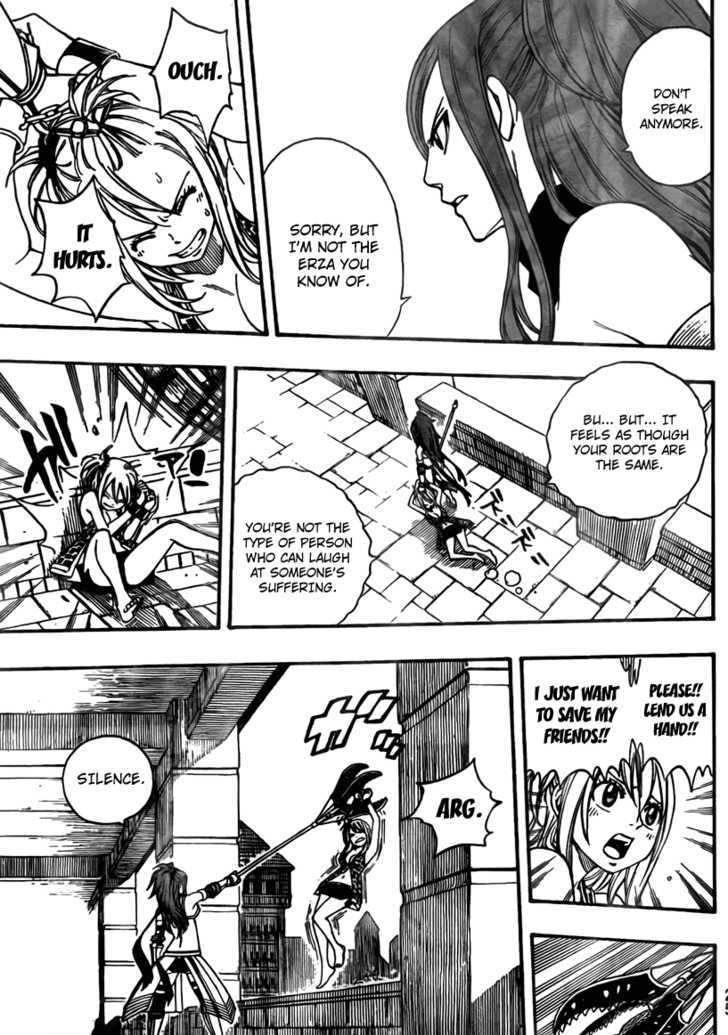 DON'T
SPEAK
ANYMORE.
SORRY, BUT
I'M NOT THE
ERZA YOU
KNOW OF.
OUCH.
IT
HURTS.
BU... BUT... IT
FEELS AS THOUGH
YOUR ROOTS ARE
THE SAME.
YOU'RE NOT THE
TYPE OF PERSON
WHO CAN LAUGH
AT SOMEONE'S
SUFFERING.
PLEASE!!
LEND US A
HAND!!
I JUST WANT
TO SAVE MY
FRIENDS!!
ARG.
ガッ
SILENCE.